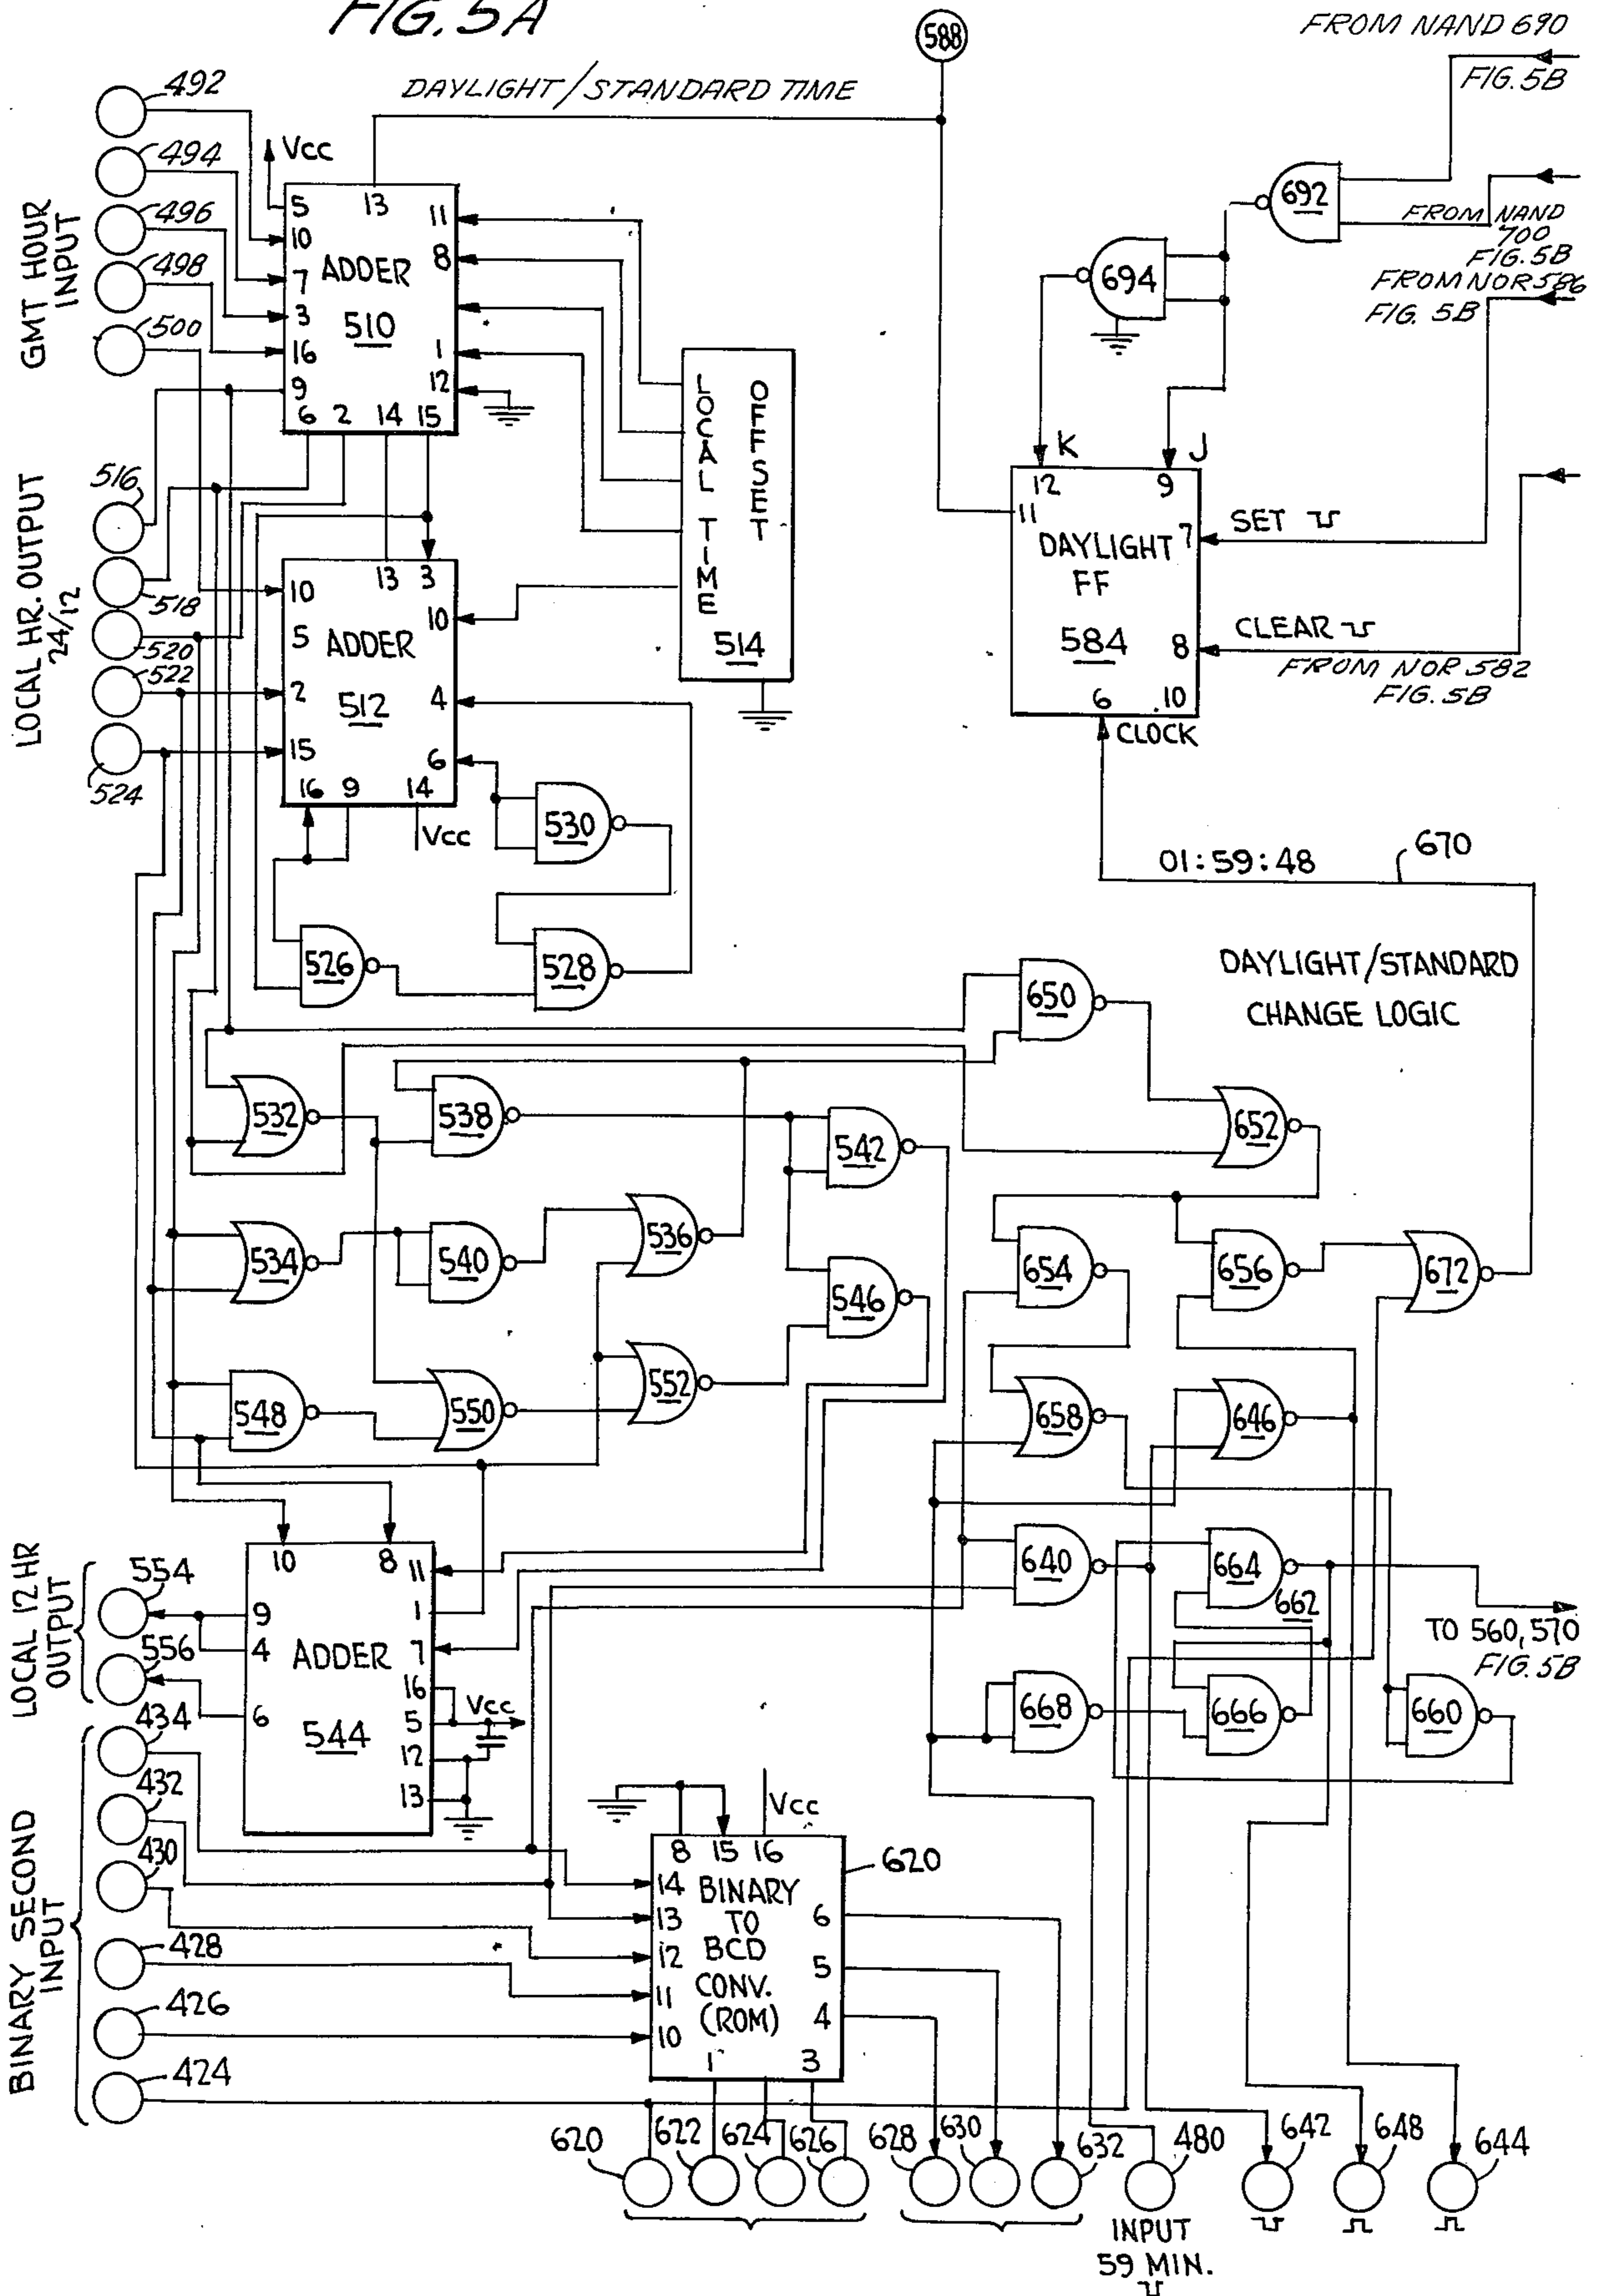 FIG. 5A
588
FROM NAND 690
FIG. 5B
DAYLIGHT/STANDARD TIME
492
494
496
498
500
GMT HOUR
INPUT
Vcc
5
13
11
10
ADDER
8
7
3
510
16
1
9
12
6 2 14 15
692
FROM NAND
700
FIG. 5B
694
FROM NOR 586
FIG. 5B
LOCAL TIME
OFFSET
514
LOCAL HR. OUTPUT
24/12
516
518
520
522
524
13 3
10
10
5
ADDER
2
512
4
15
6
16 9 14
Vcc
K
J
12
9
11
7
SET
DAYLIGHT
FF
584
8
CLEAR
FROM NOR 582
FIG. 5B
6
10
CLOCK
530
526
528
01:59:48
670
DAYLIGHT/STANDARD
CHANGE LOGIC
650
532
538
542
652
534
540
536
546
654
656
672
548
550
552
658
646
640
664
662
TO 560, 570
FIG. 5B
668
666
660
LOCAL 12 HR
OUTPUT
554
556
10
8
11
9
1
4
ADDER
7
16
6
544
5
Vcc
12
13
BINARY SECOND
INPUT
434
432
430
428
426
424
Vcc
8 15 16
620
14
BINARY
13
TO
6
12
BCD
5
11
CONV.
(ROM)
4
10
1
3
620
622
624
626
628
630
632
480
642
648
644
INPUT
59 MIN.